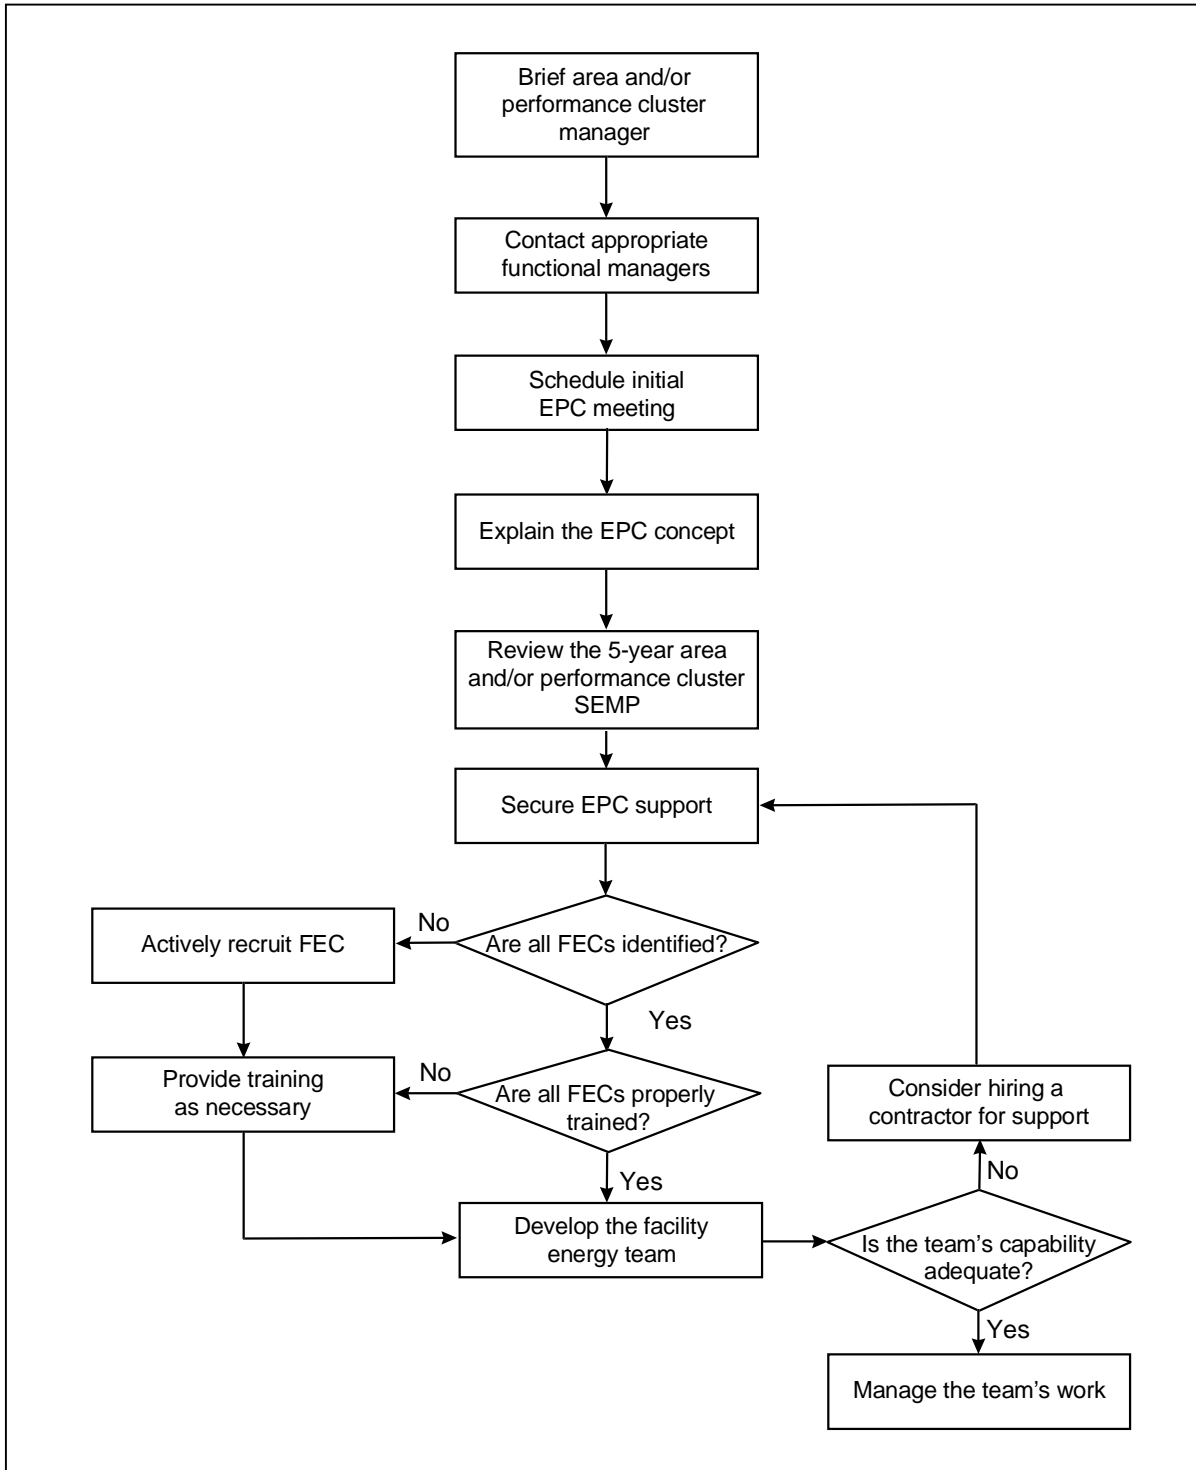 Brief area and/or
performance cluster
manager
Contact appropriate
functional managers
Schedule initial
EPC meeting
Explain the EPC concept
Review the 5-year area
and/or performance cluster
SEMP
Secure EPC support
No
Actively recruit FEC
Are all FECs identified?
Yes
Provide training
as necessary
No
Are all FECs properly
trained?
Consider hiring a
contractor for support
No
Yes
Develop the facility
energy team
Is the team’s capability
adequate?
Yes
Manage the team’s work